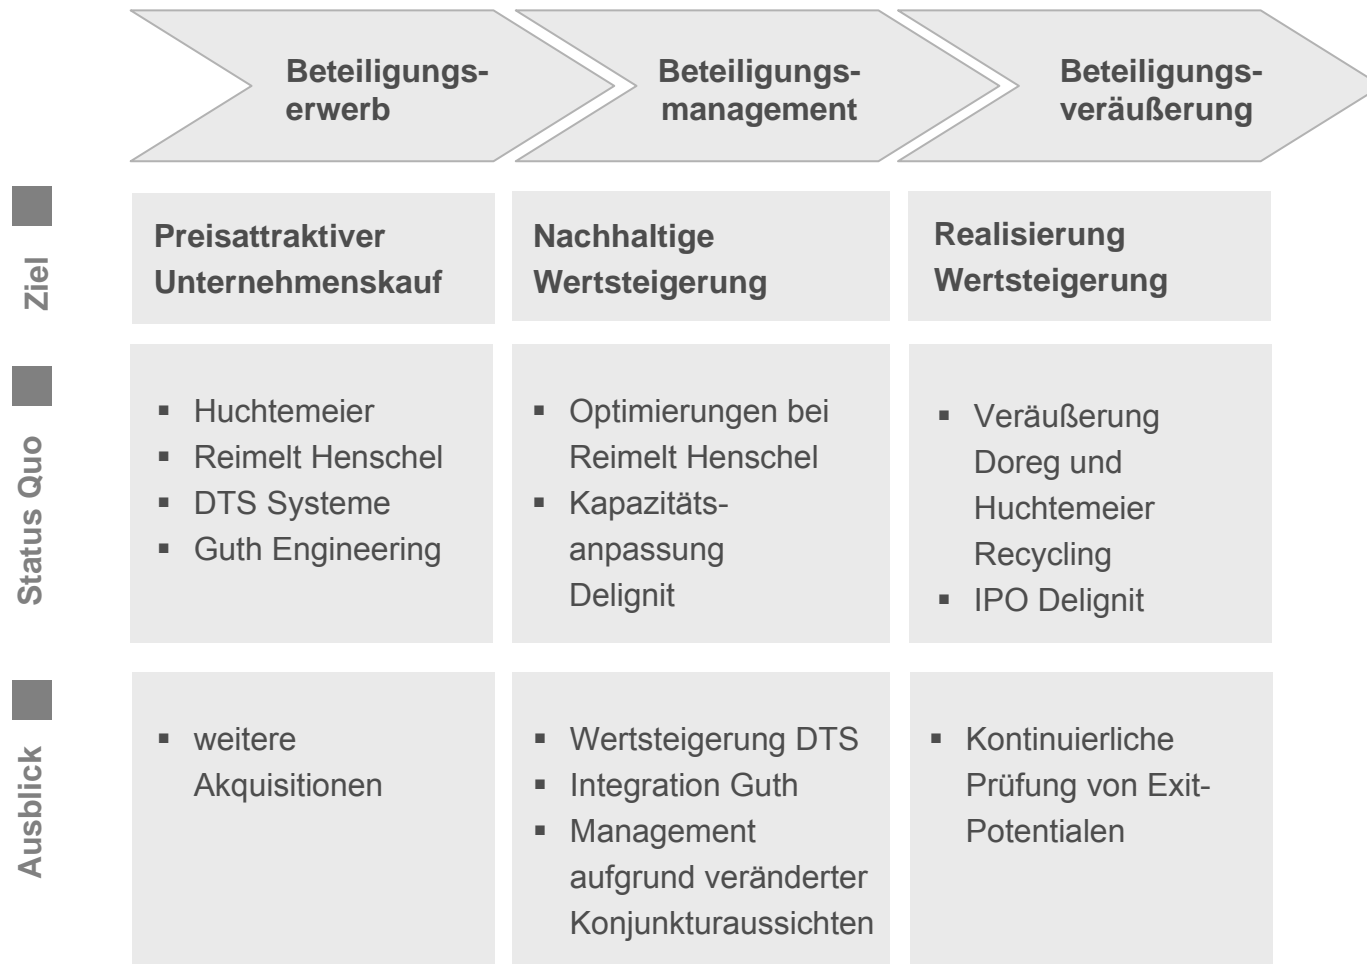 Beteiligungs-
erwerb
Beteiligungs-
management
Beteiligungs-
veräußerung
Ziel
Preisattraktiver
Unternehmenskauf
Nachhaltige
Wertsteigerung
Realisierung
Wertsteigerung
Status Quo
▪ Huchtemeier
▪ Reimelt Henschel
▪ DTS Systeme
▪ Guth Engineering
▪ Optimierungen bei
Reimelt Henschel
▪ Kapazitäts-
anpassung
Delignit
▪ Veräußerung
Doreg und
Huchtemeier
Recycling
▪ IPO Delignit
Ausblick
▪ weitere
Akquisitionen
▪ Wertsteigerung DTS
▪ Integration Guth
▪ Management
aufgrund veränderter
Konjunkturaussichten
▪ Kontinuierliche
Prüfung von Exit-
Potentialen